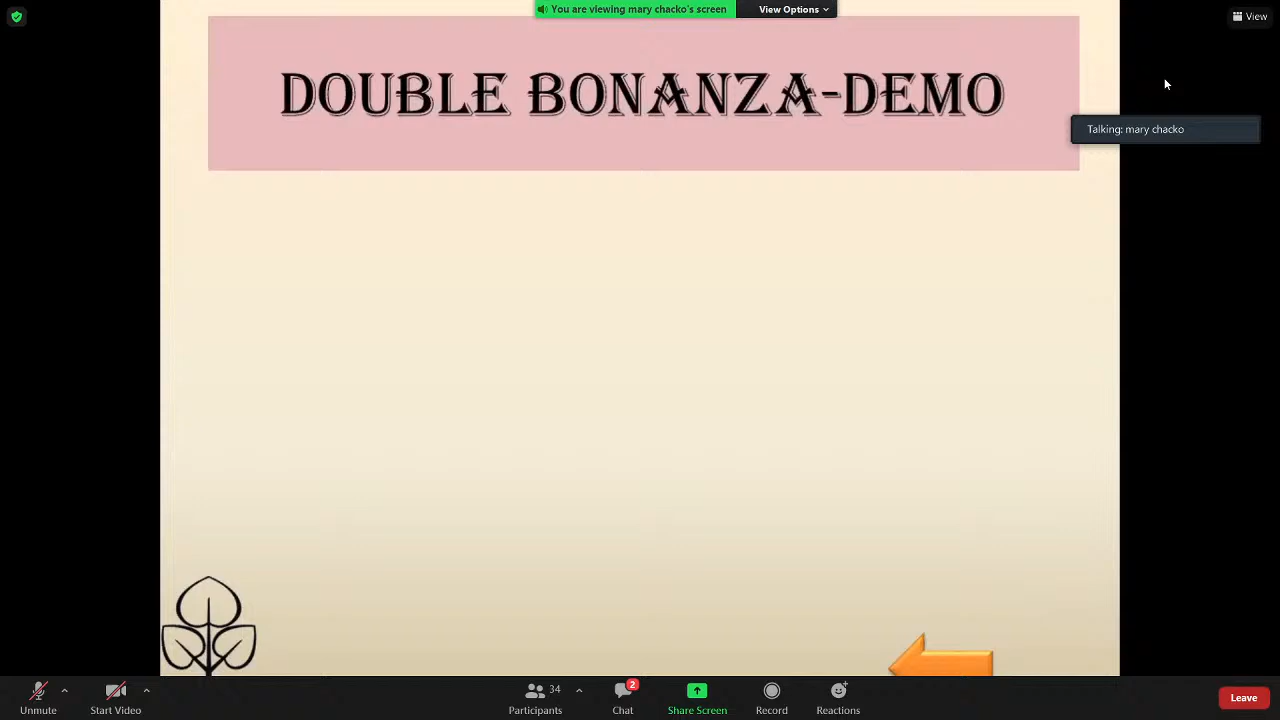 You are viewing mary chacko's screen
View Options
View
DOUBLE BONANZA-DEMO
Talking: mary chacko
Unmute
Start Video
34
Participants
2
Chat
Share Screen
Record
Reactions
Leave